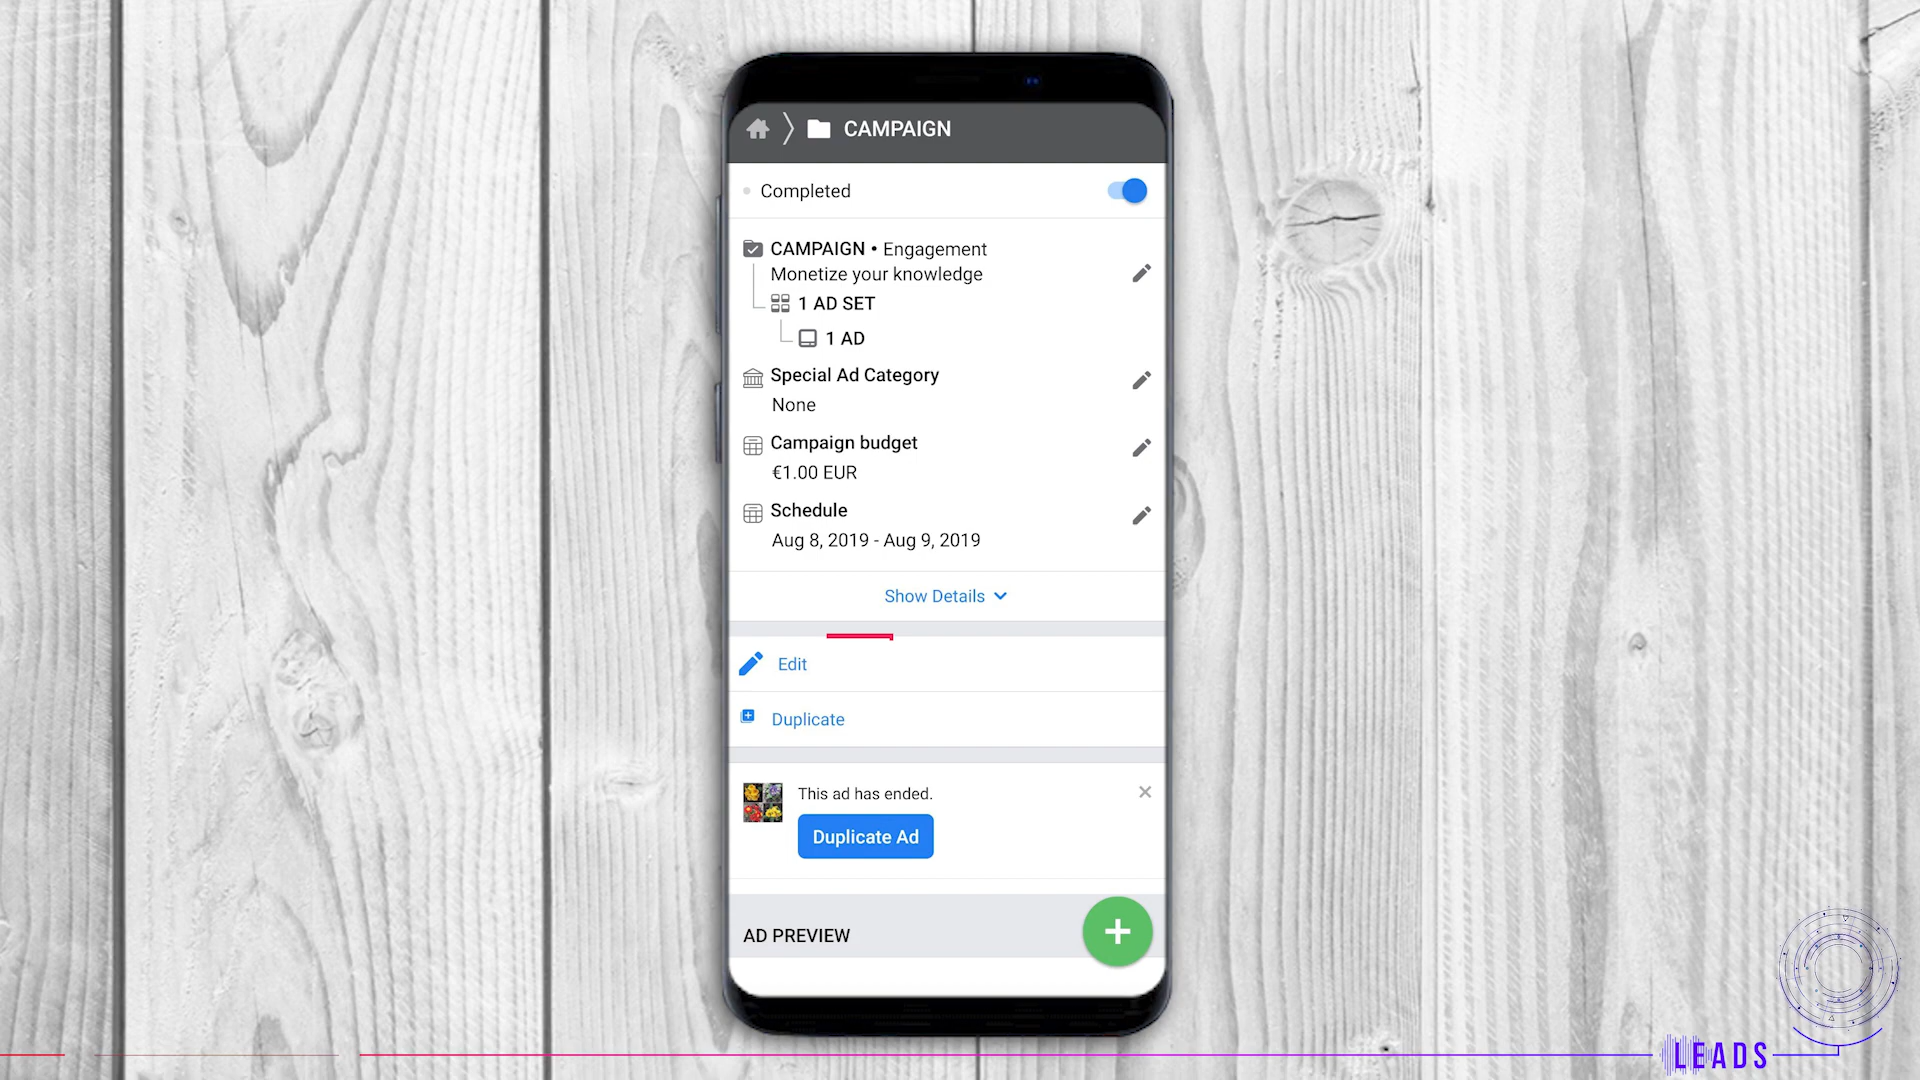 CAMPAIGN
Completed
CAMPAIGN • Engagement
Monetize your knowledge
1 AD SET
1 AD
Special Ad Category
None
Campaign budget
€1.00 EUR
Schedule
Aug 8, 2019 - Aug 9, 2019
Show Details
Edit
Duplicate
This ad has ended.
Duplicate Ad
AD PREVIEW
LEADS